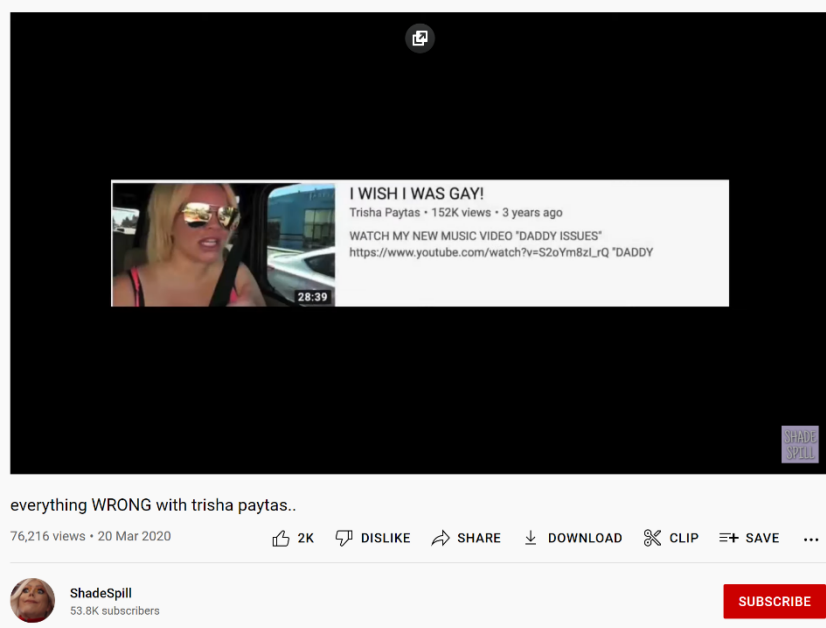 I WISH I WAS GAY!
Trisha Paytas • 152K views • 3 years ago
WATCH MY NEW MUSIC VIDEO "DADDY ISSUES"
https://www.youtube.com/watch?v=S2oYm8zI_rQ "DADDY
28:39
SHADE
SPILL
everything WRONG with trisha paytas..
76,216 views • 20 Mar 2020
2K DISLIKE SHARE DOWNLOAD CLIP SAVE ...
ShadeSpill
53.8K subscribers
SUBSCRIBE